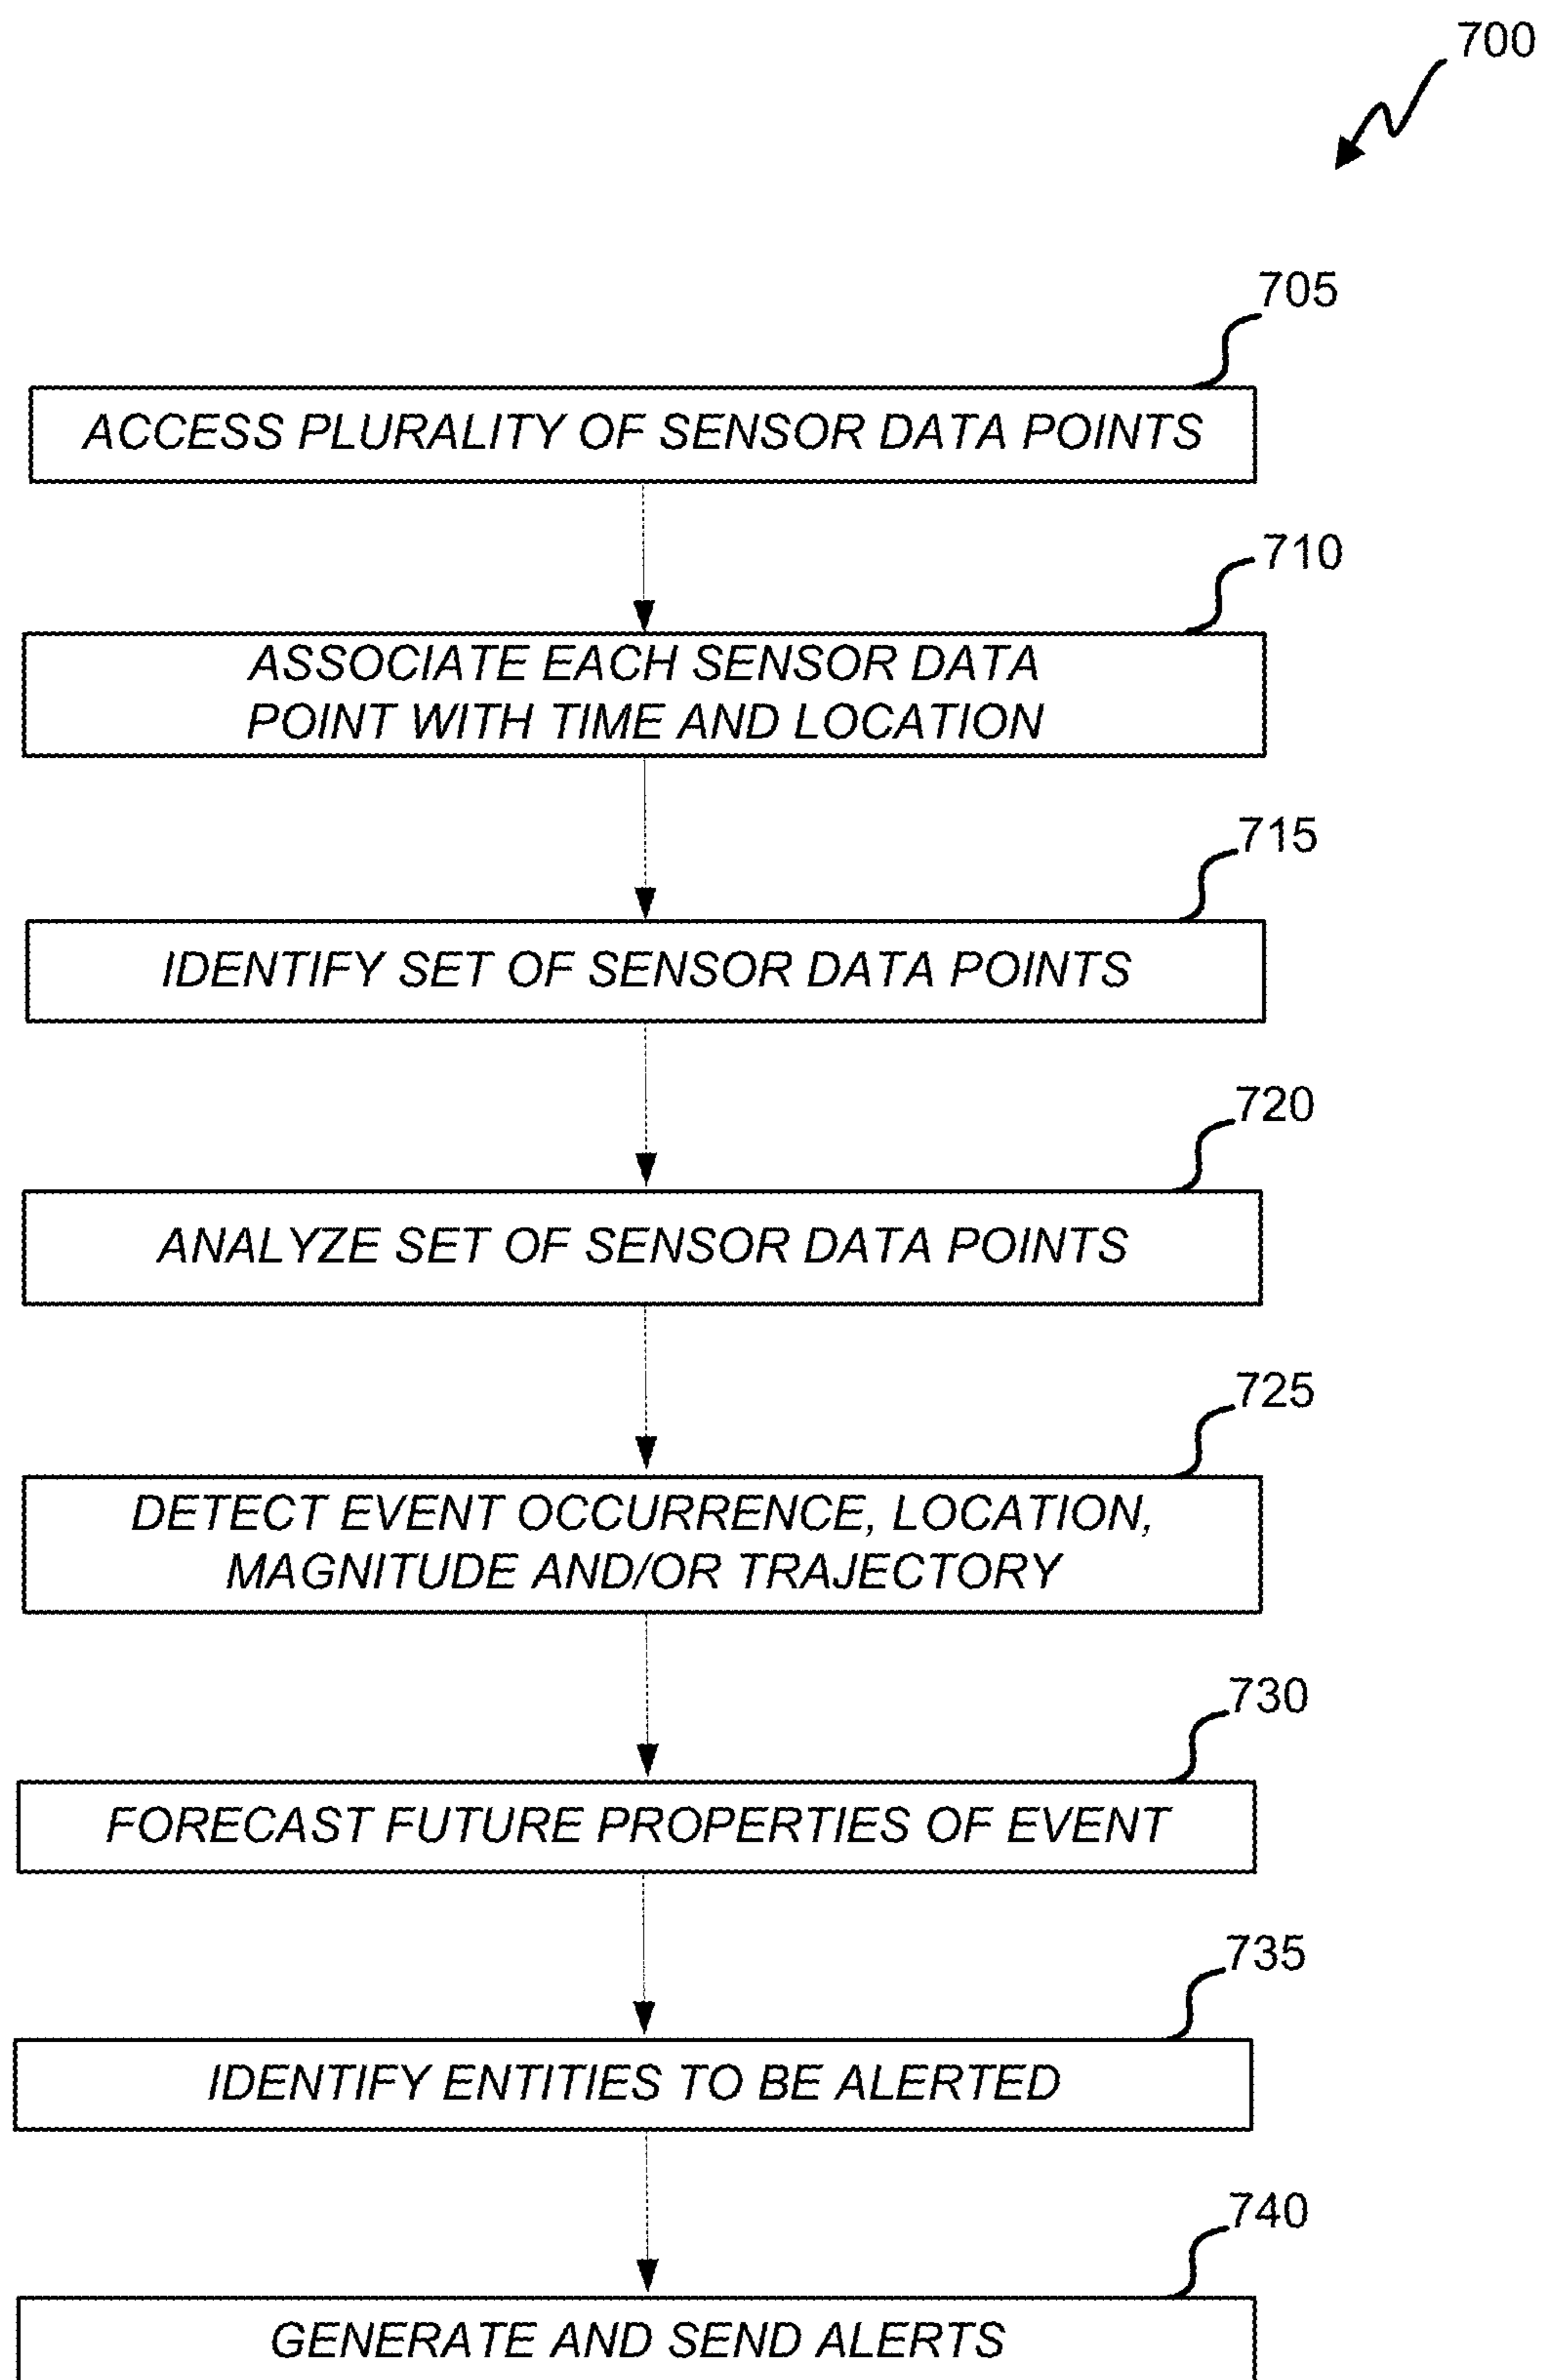 700
705
ACCESS PLURALITY OF SENSOR DATA POINTS
710
ASSOCIATE EACH SENSOR DATA
POINT WITH TIME AND LOCATION
715
IDENTIFY SET OF SENSOR DATA POINTS
720
ANALYZE SET OF SENSOR DATA POINTS
725
DETECT EVENT OCCURRENCE, LOCATION,
MAGNITUDE AND/OR TRAJECTORY
730
FORECAST FUTURE PROPERTIES OF EVENT
735
IDENTIFY ENTITIES TO BE ALERTED
740
GENERATE AND SEND ALERTS